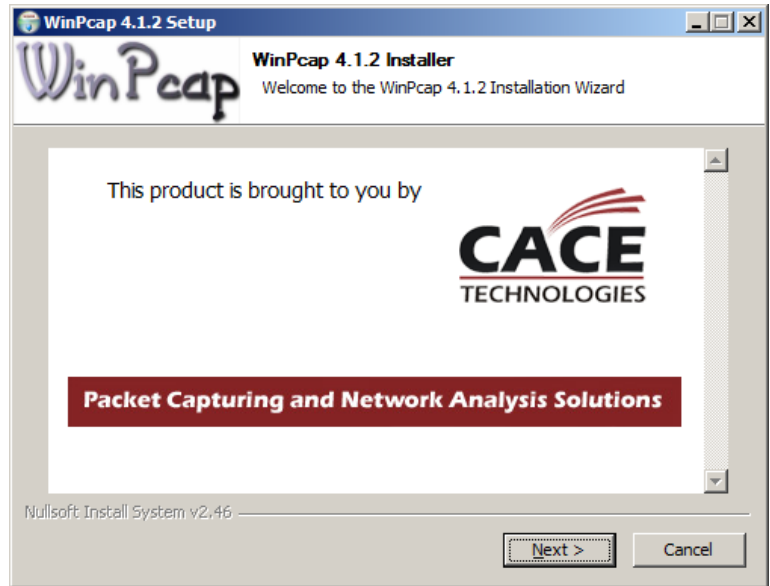 WinPcap 4.1.2 Setup
WinPcap
WinPcap 4.1.2 Installer
Welcome to the WinPcap 4.1.2 Installation Wizard
This product is brought to you by
CACE
TECHNOLOGIES
Packet Capturing and Network Analysis Solutions
Nullsoft Install System v2.46
Next >
Cancel